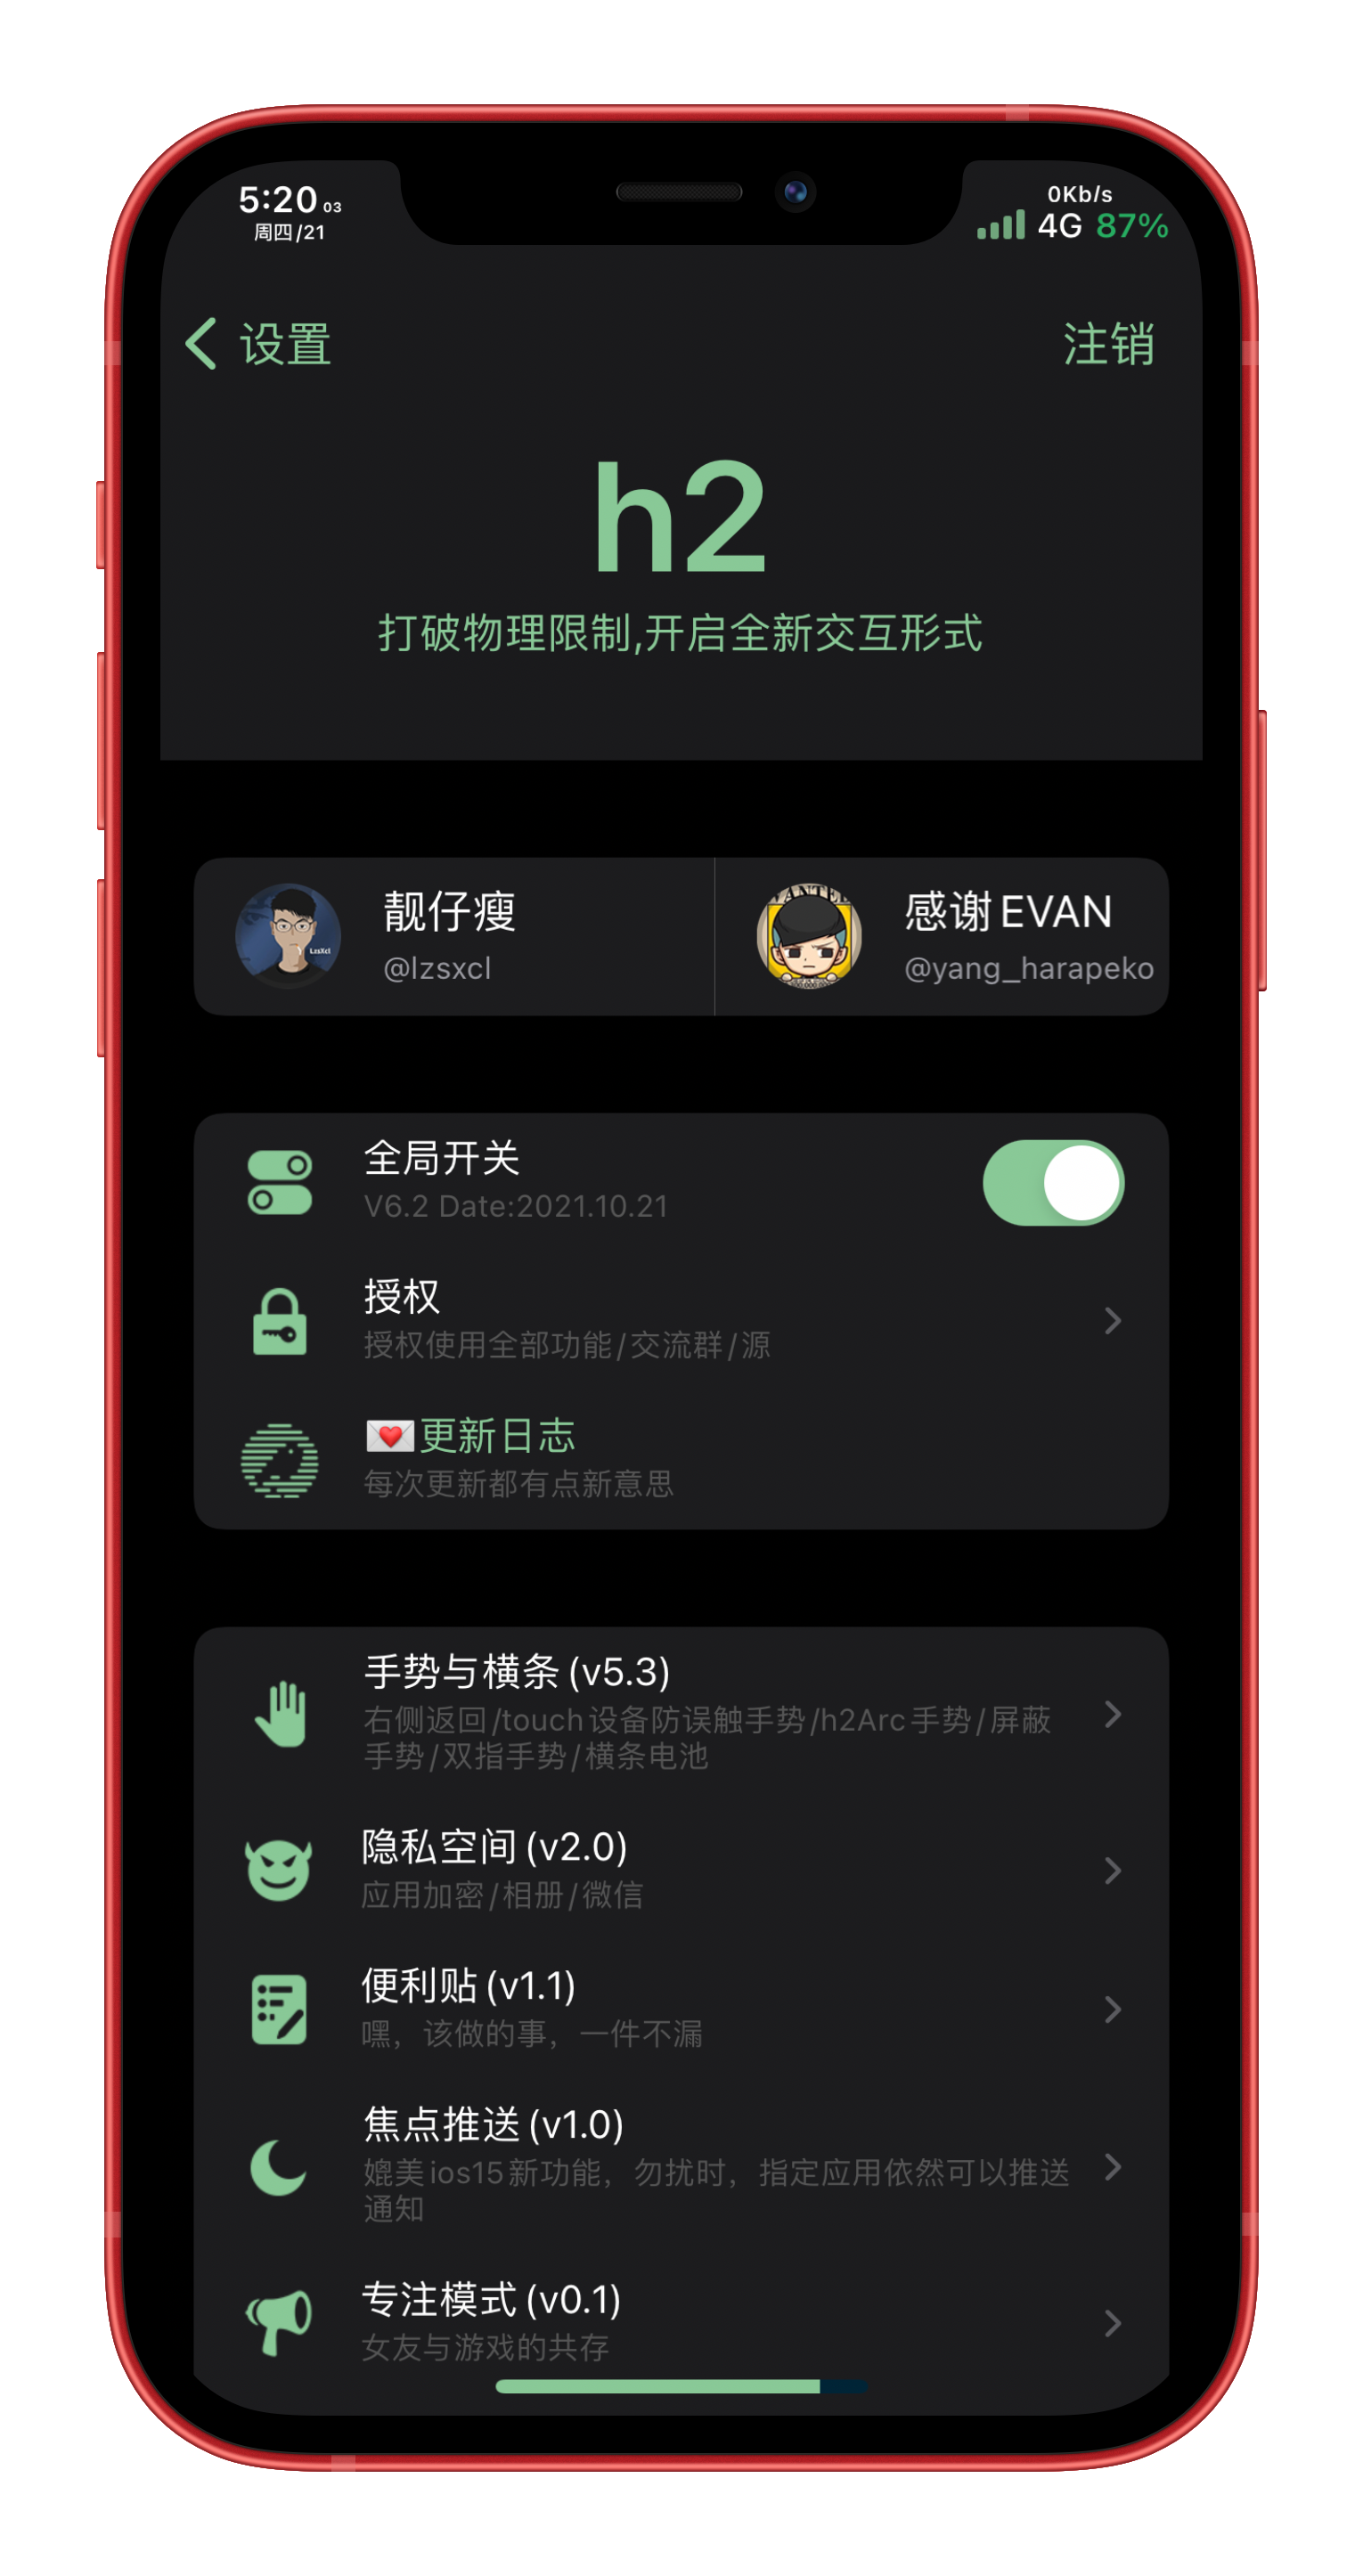 5:20 03
周四/21
0Kb/s
4G 87%
设置
注销
h2
打破物理限制,开启全新交互形式
靓仔瘦
@lzsxcl
LzsXcl
WANTED
感谢EVAN
@yang_harapeko
全局开关
V6.2 Date:2021.10.21
授权
授权使用全部功能/交流群/源
💌更新日志
每次更新都有点新意思
手势与横条(v5.3)
右侧返回/touch设备防误触手势/h2Arc手势/屏蔽
手势/双指手势/横条电池
隐私空间(v2.0)
应用加密/相册/微信
便利贴(v1.1)
嘿，该做的事，一件不漏
焦点推送(v1.0)
媲美ios15新功能，勿扰时，指定应用依然可以推送
通知
专注模式(v0.1)
女友与游戏的共存